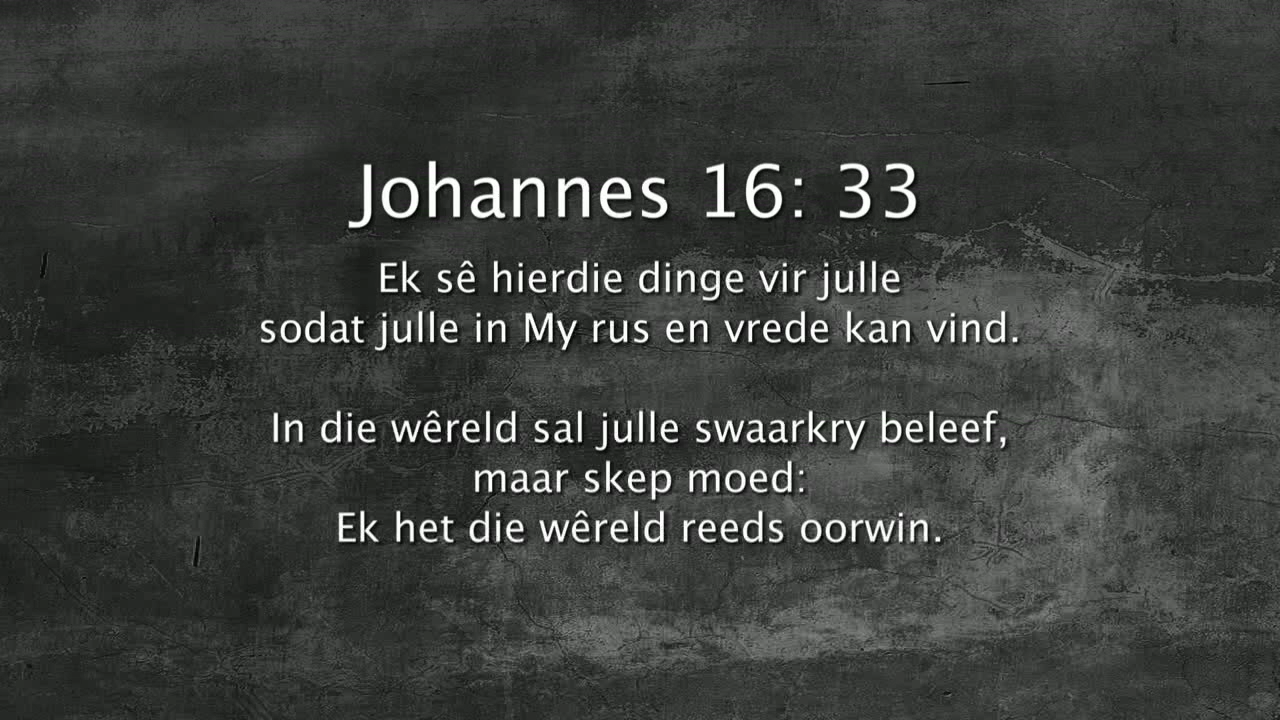 Johannes 16: 33
Ek sê hierdie dinge vir julle
sodat julle in My rus en vrede kan vind.
In die wêreld sal julle swaarkry beleef,
maar skep moed:
Ek het die wêreld reeds oorwin.